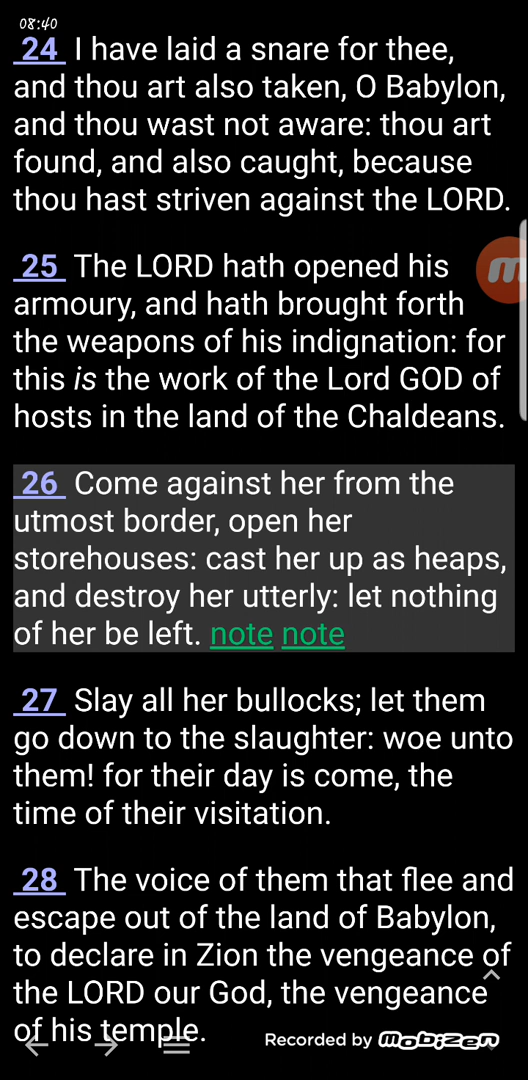 08:40
24 I have laid a snare for thee,
and thou art also taken, O Babylon,
and thou wast not aware: thou art
found, and also caught, because
thou hast striven against the LORD.
25 The LORD hath opened his
armoury, and hath brought forth
the weapons of his indignation: for
this is the work of the Lord GOD of
hosts in the land of the Chaldeans.
26 Come against her from the
utmost border, open her
storehouses: cast her up as heaps,
and destroy her utterly: let nothing
of her be left. note note
27 Slay all her bullocks; let them
go down to the slaughter: woe unto
them! for their day is come, the
time of their visitation.
28 The voice of them that flee and
escape out of the land of Babylon,
to declare in Zion the vengeance of
the LORD our God, the vengeance
of his temple.
Recorded by mobizen